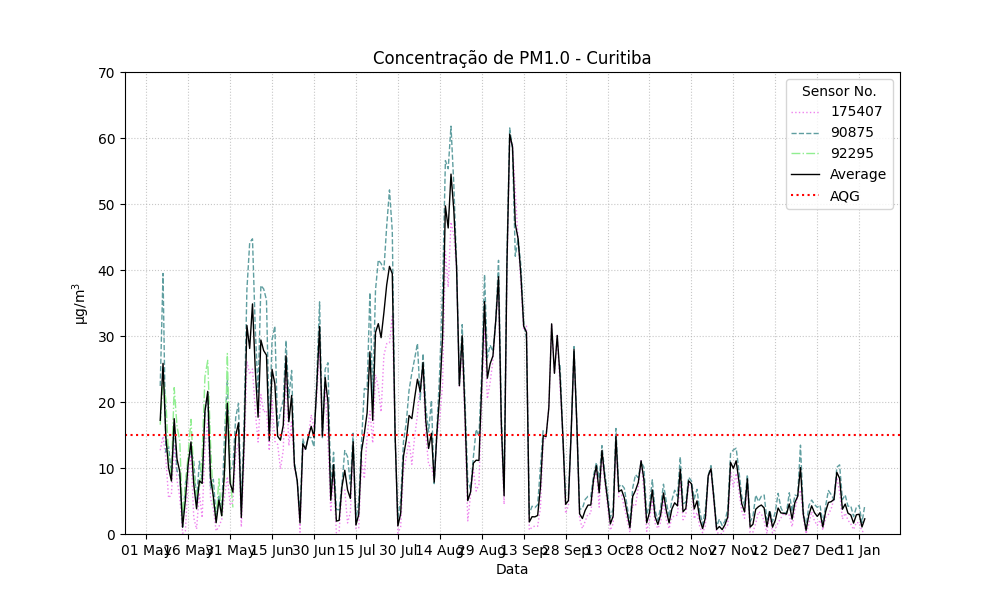 Concentração de PM1.0 - Curitiba
70
60
50
40
30
20
10
0
µg/m³
Sensor No.
175407
90875
92295
Average
AQG
01 May 16 May 31 May 15 Jun 30 Jun 15 Jul 30 Jul 14 Aug 29 Aug 13 Sep 28 Sep 13 Oct 28 Oct 12 Nov 27 Nov 12 Dec 27 Dec 11 Jan
Data